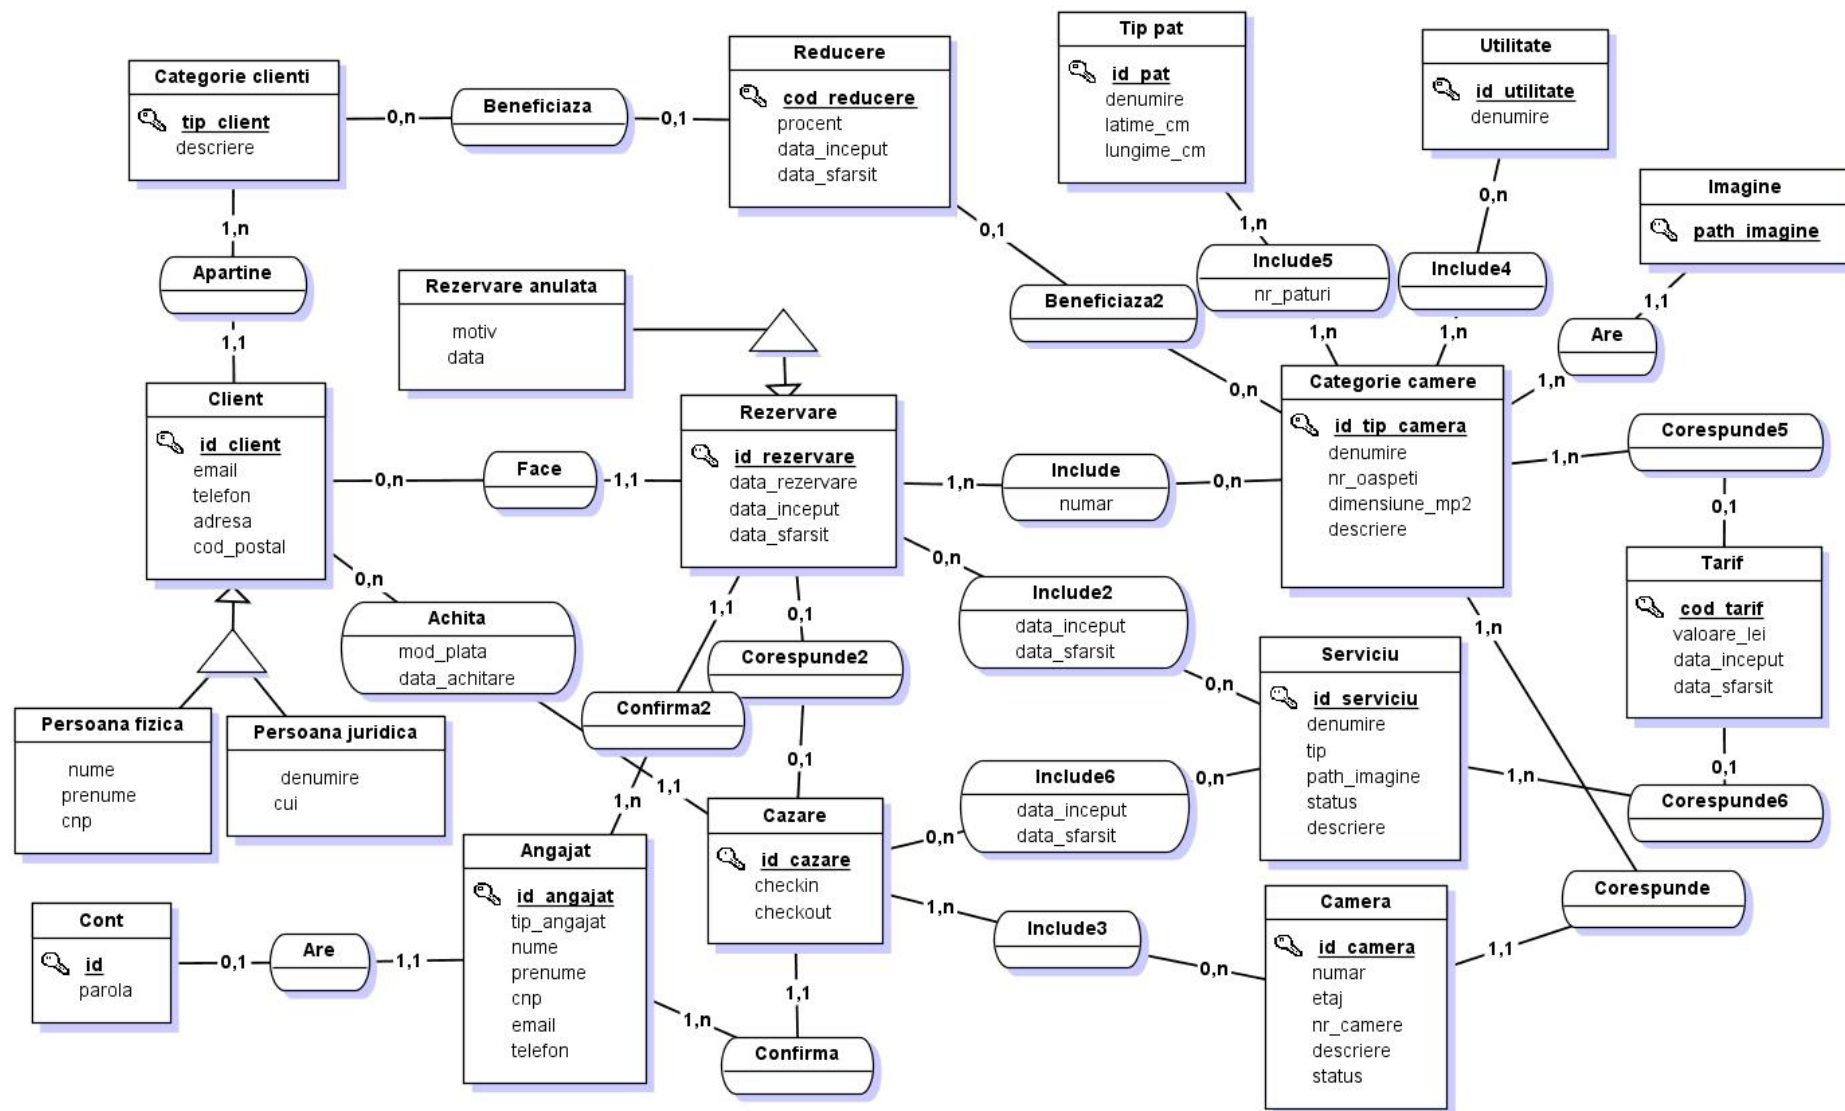 Categorie clienti
tip_client
descriere
0,n
Beneficiaza
0,1
Reducere
cod_reducere
procent
data_inceput
data_sfarsit
Tip pat
id_pat
denumire
latime_cm
lungime_cm
Utilitate
id_utilitate
denumire
Imagine
path_imagine
1,n
Apartine
1,1
Rezervare anulata
motiv
data
0,1
Beneficiaza2
0,n
1,n
Include5
nr_paturi
1,n
0,n
Include4
1,n
1,1
Are
1,n
Client
id_client
email
telefon
adresa
cod_postal
0,n
Face
1,1
Rezervare
id_rezervare
data_rezervare
data_inceput
data_sfarsit
1,n
Include
numar
0,n
Categorie camere
id_tip_camera
denumire
nr_oaspeti
dimensiune_mp2
descriere
1,n
Corespunde5
0,1
Tarif
cod_tarif
valoare_lei
data_inceput
data_sfarsit
0,1
Corespunde6
1,n
0,n
Achita
mod_plata
data_achitare
1,1
1,1
Confirma2
1,n
0,1
Corespunde2
0,1
0,n
Include2
data_inceput
data_sfarsit
0,n
Serviciu
id_serviciu
denumire
tip
path_imagine
status
descriere
1,n
Corespunde
1,1
Persoana fizica
nume
prenume
cnp
Persoana juridica
denumire
cui
Cazare
id_cazare
checkin
checkout
0,n
Include6
data_inceput
data_sfarsit
0,n
1,n
Include3
0,n
Camera
id_camera
numar
etaj
nr_camere
descriere
status
Cont
id
parola
0,1
Are
1,1
Angajat
id_angajat
tip_angajat
nume
prenume
cnp
email
telefon
1,n
Confirma
1,1